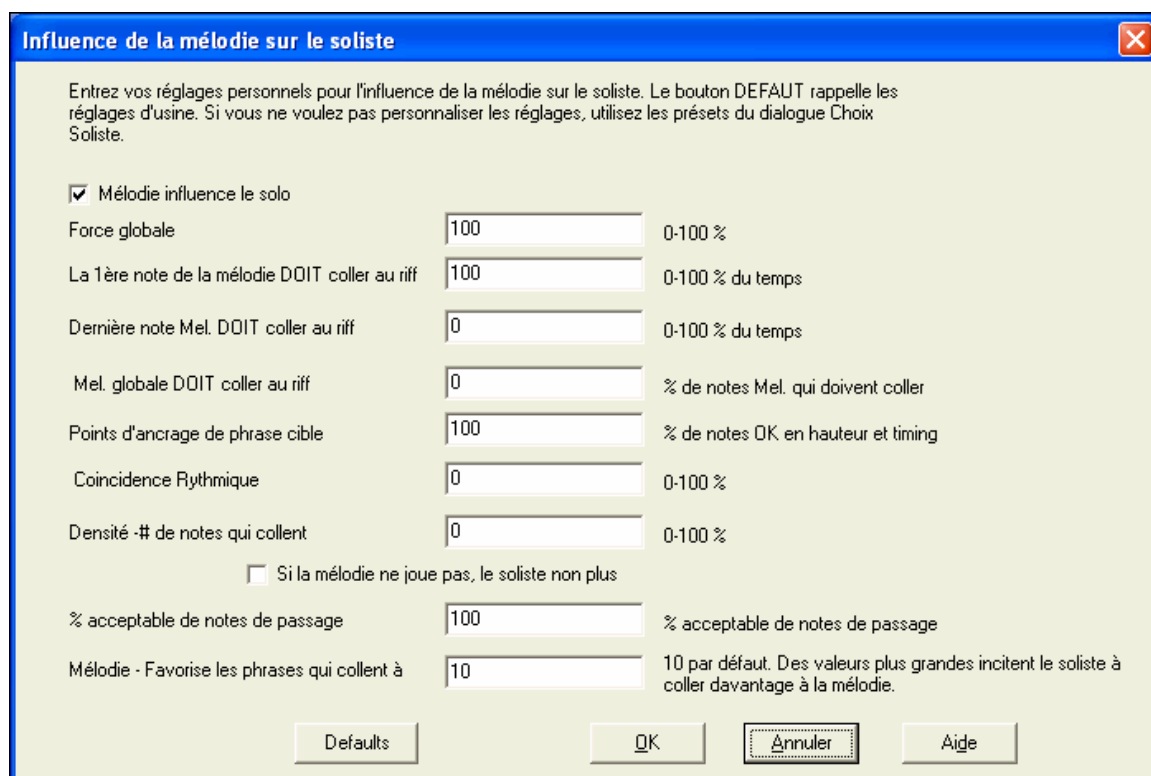 Influence de la mélodie sur le soliste
Entrez vos réglages personnels pour l'influence de la mélodie sur le soliste. Le bouton DEFAUT rappelle les
réglages d'usine. Si vous ne voulez pas personnaliser les réglages, utilisez les présets du dialogue Choix
Soliste.
Mélodie influence le solo
Force globale 100 0-100 %
La 1ère note de la mélodie DOIT coller au riff 100 0-100 % du temps
Dernière note Mel. DOIT coller au riff 0 0-100 % du temps
Mel. globale DOIT coller au riff 0 % de notes Mel. qui doivent coller
Points d'ancrage de phrase cible 100 % de notes OK en hauteur et timing
Coincidence Rythmique 0 0-100 %
Densité -# de notes qui collent 0 0-100 %
Si la mélodie ne joue pas, le soliste non plus
% acceptable de notes de passage 100 % acceptable de notes de passage
Mélodie - Favorise les phrases qui collent à 10 10 par défaut. Des valeurs plus grandes incitent le soliste à
coller davantage à la mélodie.
Defaults OK Annuler Aide